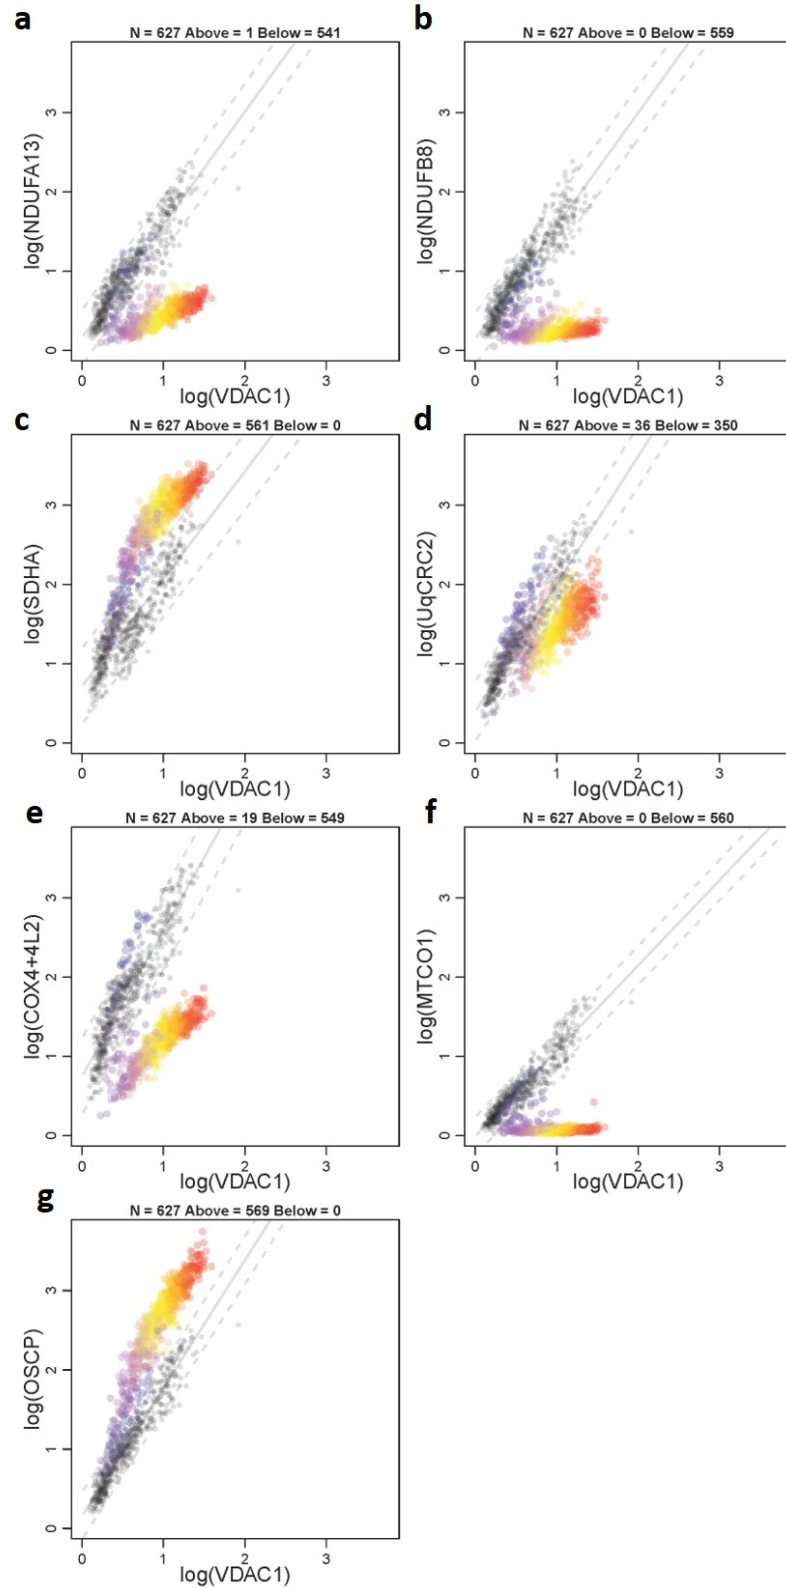 a
N = 627 Above = 1 Below = 541
log(NDUFA13)
0 1 2 3
0 1 2 3
log(VDAC1)
b
N = 627 Above = 0 Below = 559
log(NDUFB8)
0 1 2 3
0 1 2 3
log(VDAC1)
c
N = 627 Above = 561 Below = 0
log(SDHA)
0 1 2 3
0 1 2 3
log(VDAC1)
d
N = 627 Above = 36 Below = 350
log(UqCRC2)
0 1 2 3
0 1 2 3
log(VDAC1)
e
N = 627 Above = 19 Below = 549
log(COX4+4L2)
0 1 2 3
0 1 2 3
log(VDAC1)
f
N = 627 Above = 0 Below = 560
log(MTCO1)
0 1 2 3
0 1 2 3
log(VDAC1)
g
N = 627 Above = 569 Below = 0
log(OSCP)
0 1 2 3
0 1 2 3
log(VDAC1)